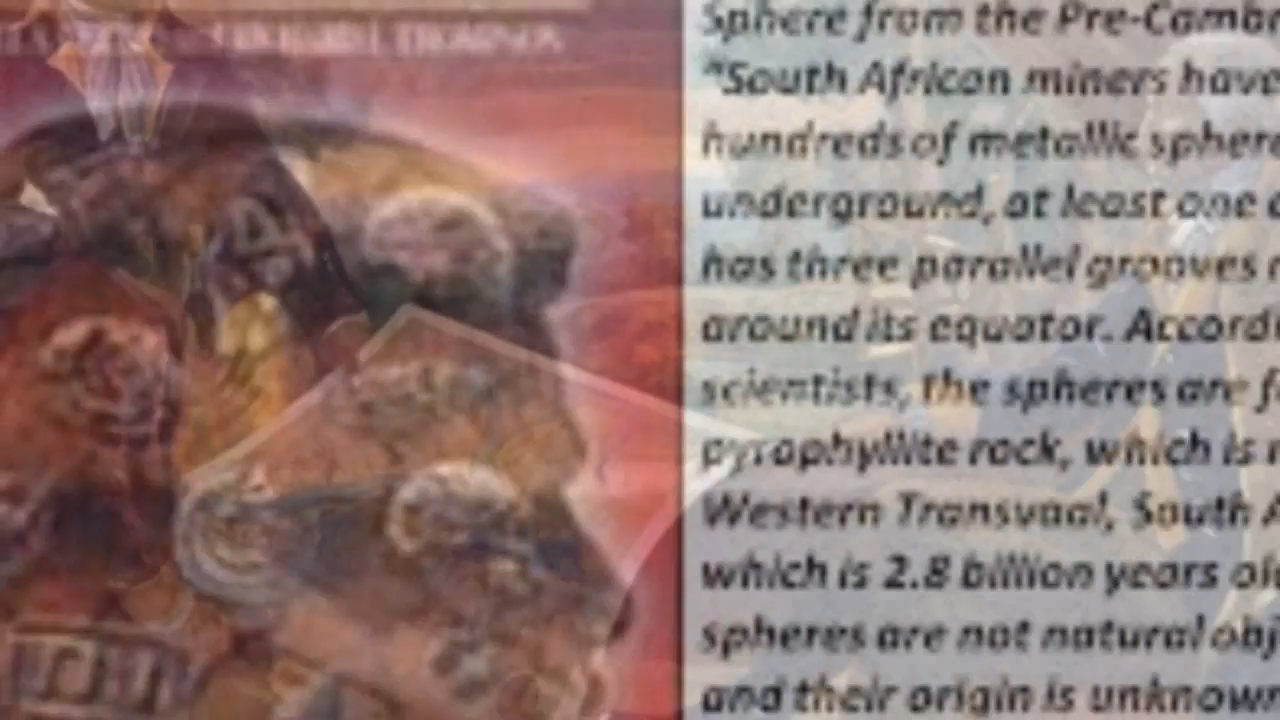 Sphere from the Pre-Camb
"South African miners have
hundreds of metallic sphere
underground, at least one
has three parallel grooves
around its equator. Accord
scientists, the spheres are f
pyrophyllite rock, which is
Western Transvaal, South A
which is 2.8 billion years ol
spheres are not natural obj
and their origin is unknown